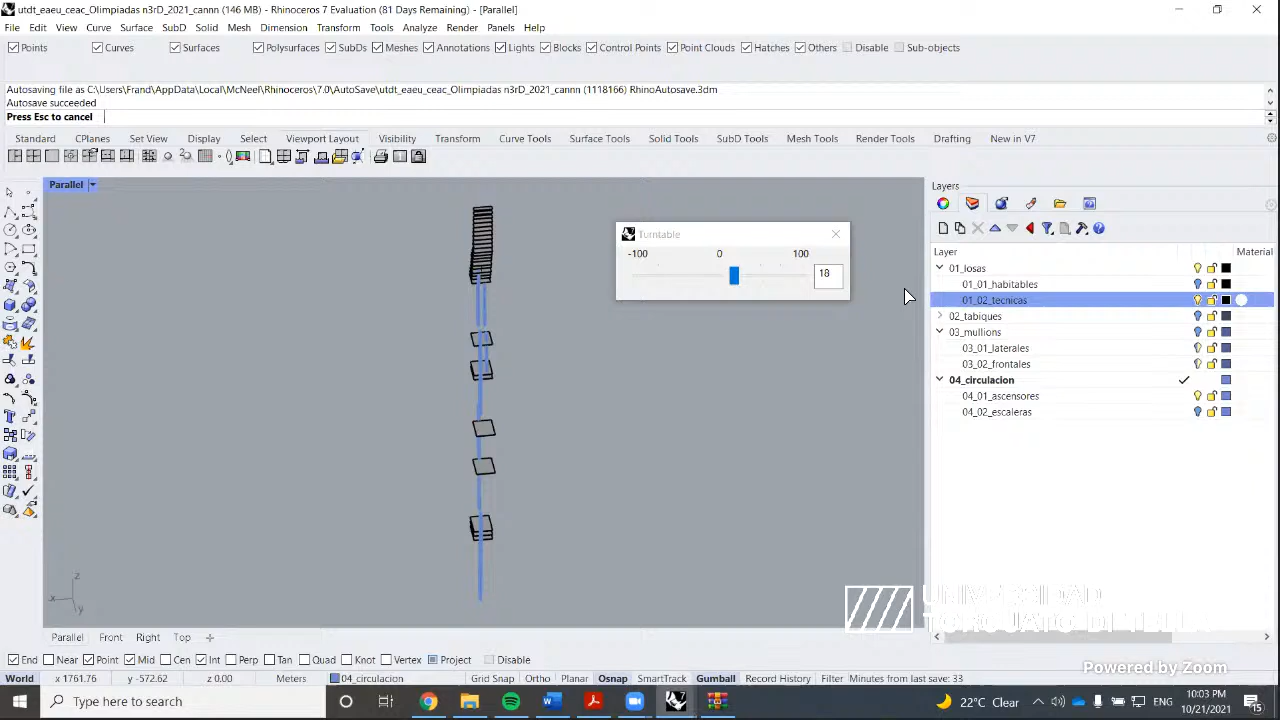 utdt_eaeu_ceac_Olimpiadas n3rD_2021_cannn (146 MB) - Rhinoceros 7 Evaluation (81 Days Remaining) - [Parallel]
File Edit View Curve Surface SubD Solid Mesh Dimension Transform Tools Analyze Render Panels Help
Points Curves Surfaces Polysurfaces SubDs Meshes Annotations Lights Blocks Control Points Point Clouds Hatches Others Disable Sub-objects
Autosaving file as C:\Users\Frand\AppData\Local\McNeel\Rhinoceros\7.0\AutoSave\utdt_eaeu_ceac_Olimpiadas n3rD_2021_cannn (1118166) RhinoAutosave.3dm
Autosave succeeded
Press Esc to cancel
Standard CPlanes Set View Display Select Viewport Layout Visibility Transform Curve Tools Surface Tools Solid Tools SubD Tools Mesh Tools Render Tools Drafting New in V7
Parallel
Turntable
-100 0 100
18
Layers
Layer Material
01_losas
01_01_habitables
01_02_tecnicas
02_tabiques
03_mullions
03_01_laterales
03_02_frontales
04_circulacion
04_01_ascensores
04_02_escaleras
z
x
y
UNIVERSIDAD
TORCUATO DI TELLA
Parallel Front Right Top
End Near Point Mid Cen Int Perp Tan Quad Knot Vertex Project Disable
Powered by Zoom
World x 1761.76 y -572.62 z 0.00 Meters 04_circulacion Grid Snap Ortho Planar Osnap SmartTrack Gumball Record History Filter Minutes from last save: 33
Type here to search
22°C Clear
ENG
10:03 PM
10/21/2021
15